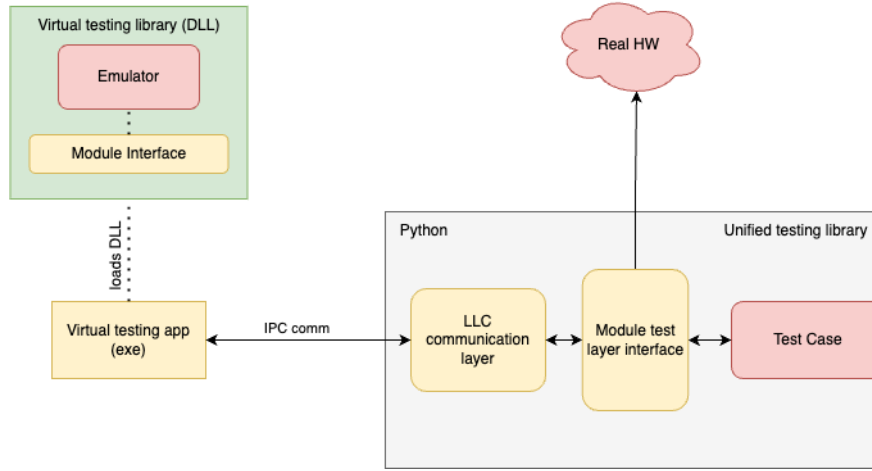 Virtual testing library (DLL)
Emulator
Module Interface
loads DLL
Virtual testing app
(exe)
IPC comm
Real HW
Python
Unified testing library
LLC
communication
layer
Module test
layer interface
Test Case